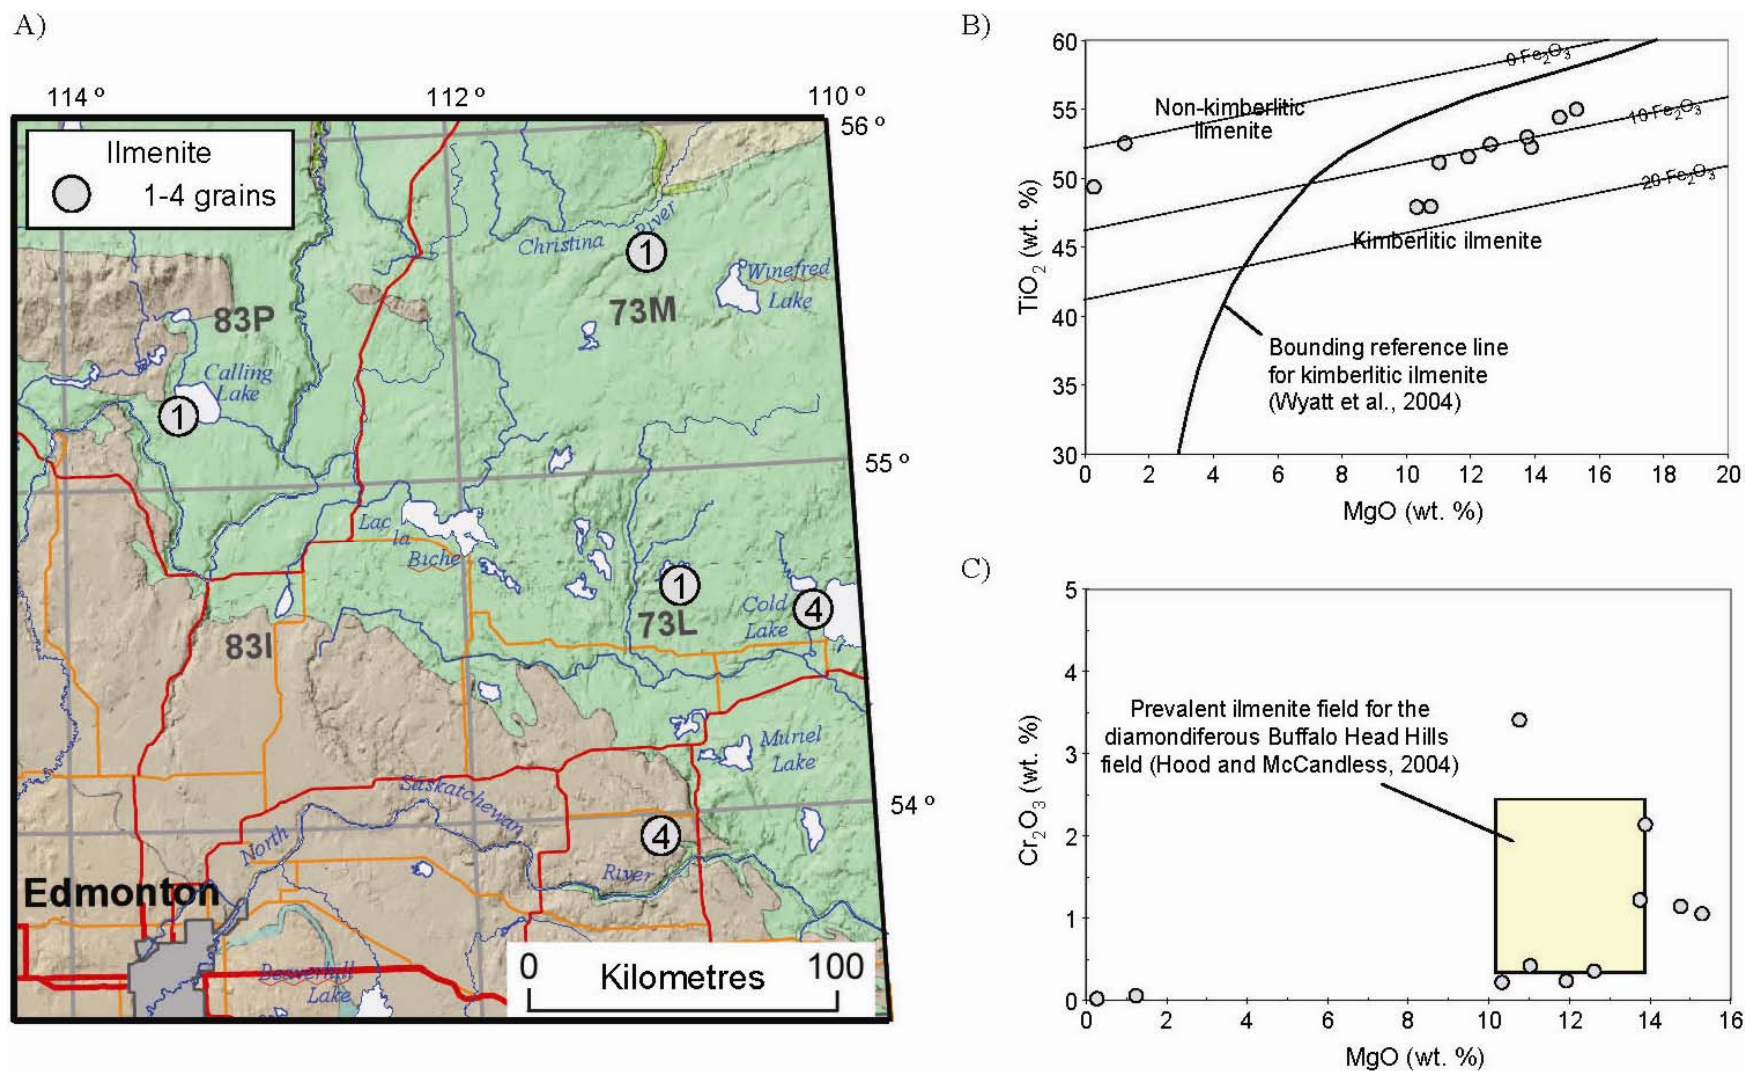 A)
114 º
112 º
110 º
56 º
Ilmenite
1-4 grains
Christina
River
1
Winefred
Lake
73M
83P
Calling
Lake
1
55 º
Lac
la
Biche
1
73L
Cold
Lake
4
83I
Muriel
Lake
54 º
North
Saskatchewan
River
4
Edmonton
Beaverhill
Lake
0 100
Kilometres
B)
60
55
50
45
40
35
30
TiO₂ (wt. %)
0 Fe₂O₃
10 Fe₂O₃
20 Fe₂O₃
Non-kimberlitic
Ilmenite
Kimberlitic ilmenite
Bounding reference line
for kimberlitic ilmenite
(Wyatt et al., 2004)
0 2 4 6 8 10 12 14 16 18 20
MgO (wt. %)
C)
5
4
3
2
1
0
Cr₂O₃ (wt. %)
Prevalent ilmenite field for the
diamondiferous Buffalo Head Hills
field (Hood and McCandless, 2004)
0 2 4 6 8 10 12 14 16
MgO (wt. %)